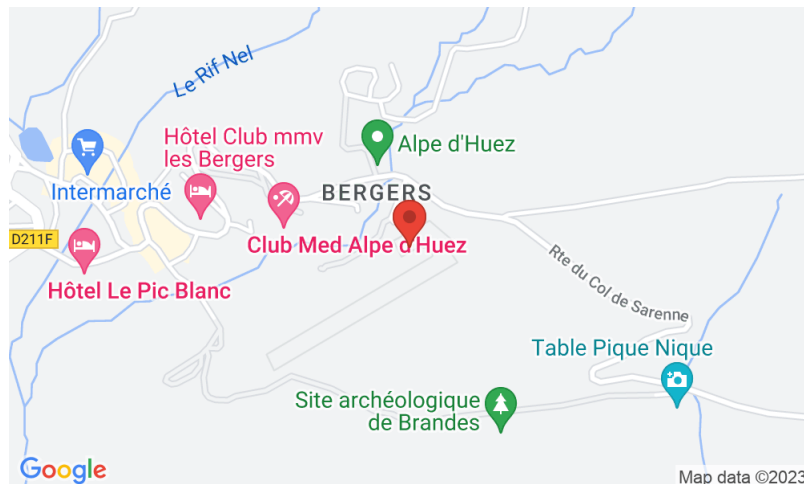 Le Rif Nel
Hôtel Club mmv
les Bergers
Alpe d'Huez
Intermarché
BERGERS
D211F
Club Med Alpe d'Huez
Hôtel Le Pic Blanc
Rte du Col de Sarenne
Table Pique Nique
Site archéologique
de Brandes
Google
Map data ©2023